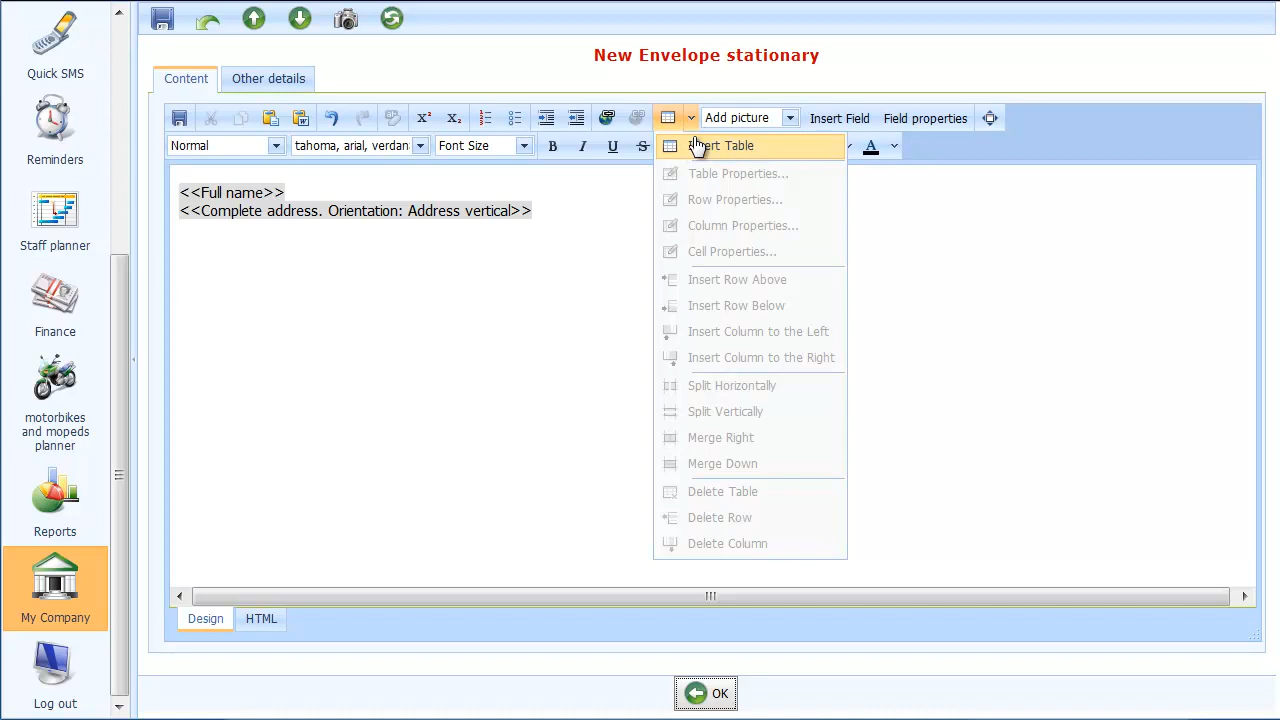 Quick SMS
Reminders
Staff planner
Finance
motorbikes
and mopeds
planner
Reports
My Company
Log out
New Envelope stationary
Content
Other details
Add picture
Insert Field
Field properties
Normal
tahoma, arial, verdan
Font Size
B
I
U
S
A
<<Full name>>
<<Complete address. Orientation: Address vertical>>
Table
Table Properties...
Row Properties...
Column Properties...
Cell Properties...
Insert Row Above
Insert Row Below
Insert Column to the Left
Insert Column to the Right
Split Horizontally
Split Vertically
Merge Right
Merge Down
Delete Table
Delete Row
Delete Column
Design
HTML
OK